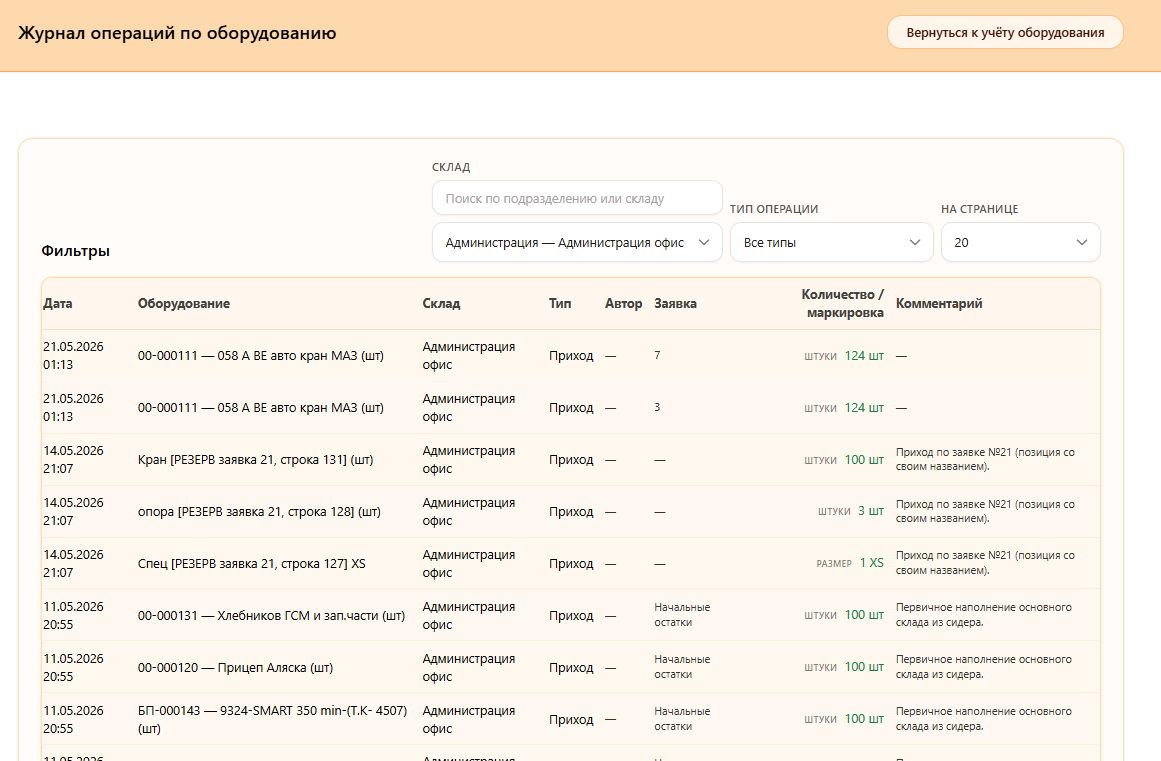 Журнал операций по оборудованию
Вернуться к учёту оборудования
СКЛАД
Поиск по подразделению или складу
ТИП ОПЕРАЦИИ
НА СТРАНИЦЕ
Фильтры
Администрация — Администрация офис
Все типы
20
Дата Оборудование Склад Тип Автор Заявка Количество / маркировка Комментарий
21.05.2026 01:13 00-000111 — 058 А ВЕ авто кран МАЗ (шт) Администрация офис Приход — 7 ШТУКИ 124 шт —
21.05.2026 01:13 00-000111 — 058 А ВЕ авто кран МАЗ (шт) Администрация офис Приход — 3 ШТУКИ 124 шт —
14.05.2026 21:07 Кран [РЕЗЕРВ заявка 21, строка 131] (шт) Администрация офис Приход — — ШТУКИ 100 шт Приход по заявке №21 (позиция со своим названием).
14.05.2026 21:07 опора [РЕЗЕРВ заявка 21, строка 128] (шт) Администрация офис Приход — — ШТУКИ 3 шт Приход по заявке №21 (позиция со своим названием).
14.05.2026 21:07 Спец [РЕЗЕРВ заявка 21, строка 127] XS Администрация офис Приход — — РАЗМЕР 1 XS Приход по заявке №21 (позиция со своим названием).
11.05.2026 20:55 00-000131 — Хлебников ГСМ и зап.части (шт) Администрация офис Приход — Начальные остатки ШТУКИ 100 шт Первичное наполнение основного склада из сидера.
11.05.2026 20:55 00-000120 — Прицеп Аляска (шт) Администрация офис Приход — Начальные остатки ШТУКИ 100 шт Первичное наполнение основного склада из сидера.
11.05.2026 20:55 БП-000143 — 9324-SMART 350 min-(Т.К- 4507) (шт) Администрация офис Приход — Начальные остатки ШТУКИ 100 шт Первичное наполнение основного склада из сидера.